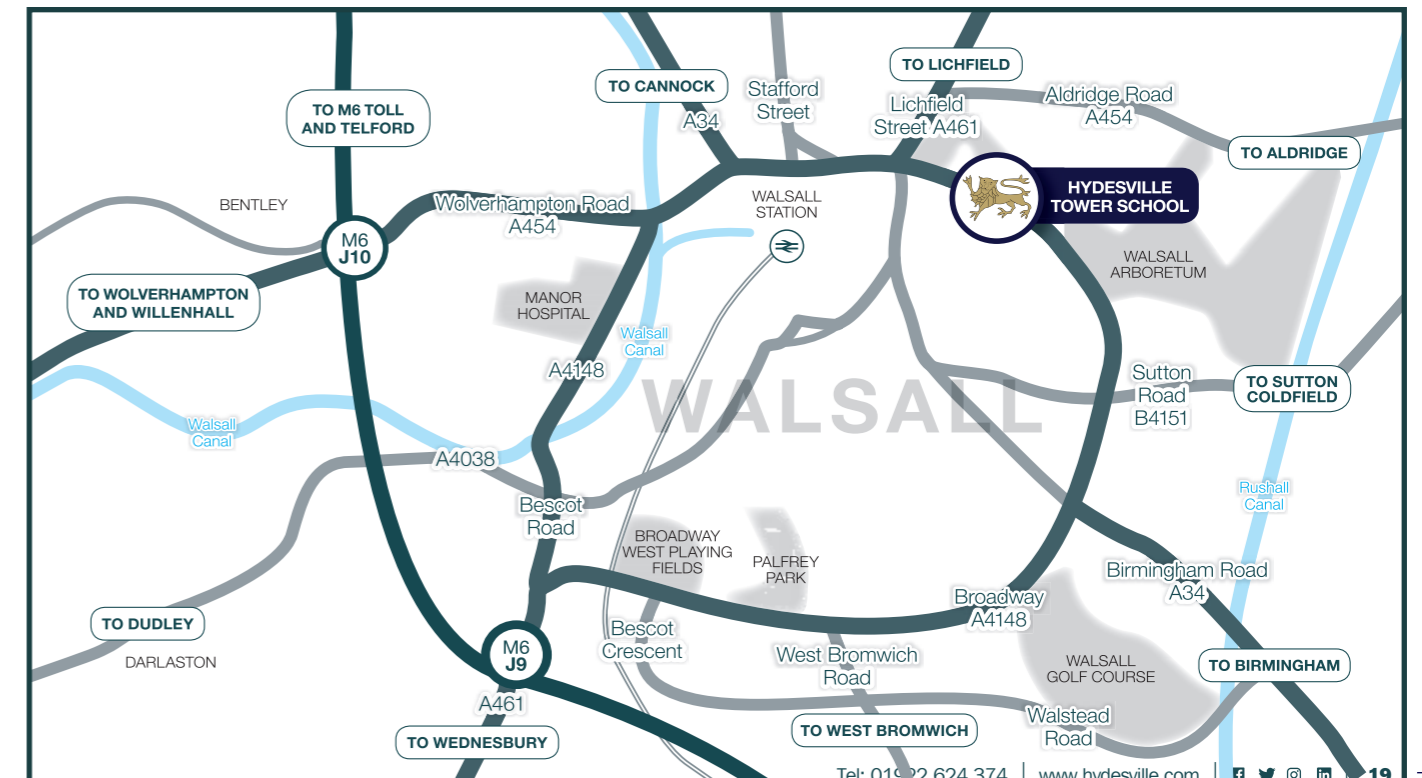 TO LICHFIELD
TO CANNOCK
Stafford
Street
Lichfield
Street A461
Aldridge Road
A454
TO M6 TOLL
AND TELFORD
A34
TO ALDRIDGE
HYDESVILLE
TOWER SCHOOL
BENTLEY
Wolverhampton Road
A454
WALSALL
STATION
M6
J10
WALSALL
ARBORETUM
TO WOLVERHAMPTON
AND WILLENHALL
MANOR
HOSPITAL
Walsall
Canal
A4148
Sutton
Road
B4151
TO SUTTON
COLDFIELD
WALSALL
Walsall
Canal
A4038
Bescot
Road
Rushall
Canal
BROADWAY
WEST PLAYING
FIELDS
PALFREY
PARK
Birmingham Road
A34
Broadway
A4148
TO DUDLEY
DARLASTON
M6
J9
Bescot
Crescent
West Bromwich
Road
WALSALL
GOLF COURSE
TO BIRMINGHAM
A461
Walstead
Road
TO WEDNESBURY
TO WEST BROMWICH
Tel: 01922 624 374 | www.hydesville.com | 19